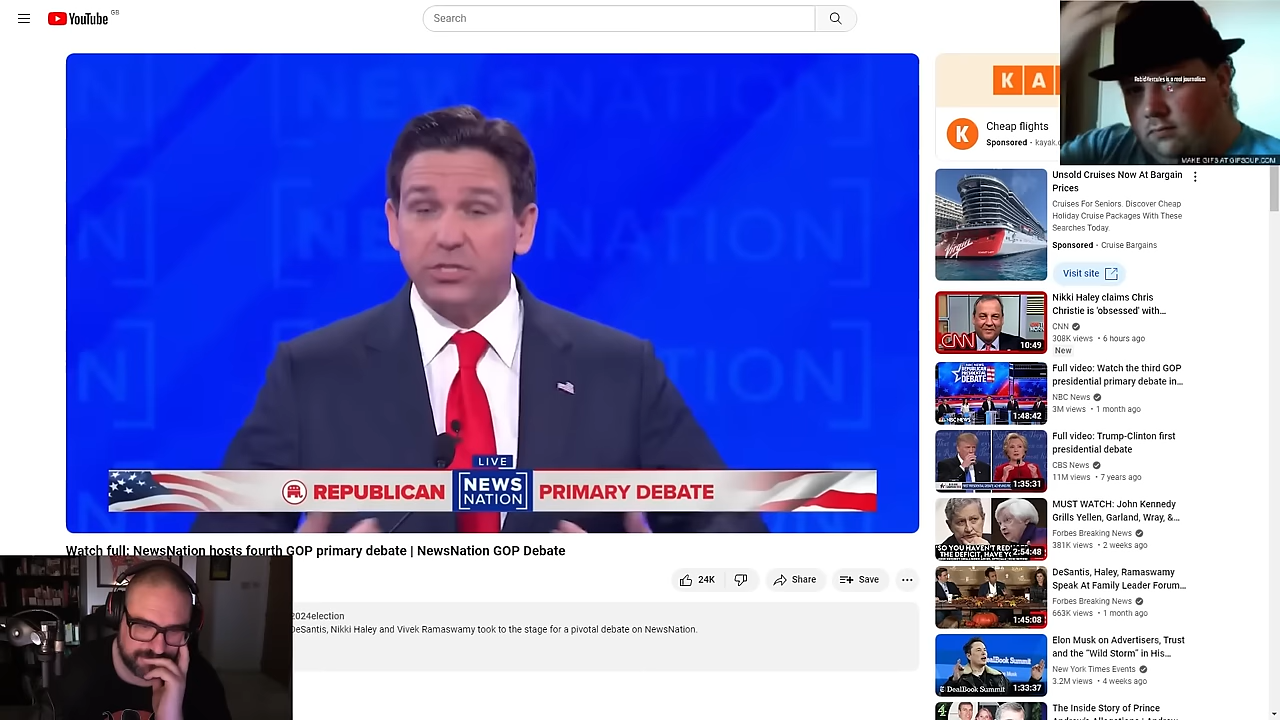 YouTube GB
Search
NEWSNATION
LIVE
REPUBLICAN
NEWS
NATION
PRIMARY DEBATE
Watch full: NewsNation hosts fourth GOP primary debate | NewsNation GOP Debate
24K
Share
Save
2024election
DeSantis, Nikki Haley and Vivek Ramaswamy took to the stage for a pivotal debate on NewsNation.
K A
Cheap flights
Sponsored · kayak.c
MAKE GIFS AT GIFSOUP.COM
Unsold Cruises Now At Bargain
Prices
Cruises For Seniors. Discover Cheap
Holiday Cruise Packages With These
Searches Today.
Sponsored · Cruise Bargains
Visit site
Virgin
Nikki Haley claims Chris
Christie is 'obsessed' with...
CNN
308K views • 6 hours ago
New
CNN
10:49
Full video: Watch the third GOP
presidential primary debate in...
NBC News
3M views • 1 month ago
REPUBLICAN
PRESIDENTIAL
DEBATE
1:48:42
Full video: Trump-Clinton first
presidential debate
CBS News
11M views • 7 years ago
1:35:31
MUST WATCH: John Kennedy
Grills Yellen, Garland, Wray, &...
Forbes Breaking News
381K views • 2 weeks ago
2:54:48
DeSantis, Haley, Ramaswamy
Speak At Family Leader Forum...
Forbes Breaking News
663K views • 1 month ago
1:45:08
Elon Musk on Advertisers, Trust
and the “Wild Storm” in His...
New York Times Events
3.2M views • 4 weeks ago
DealBook Summit
1:33:37
The Inside Story of Prince